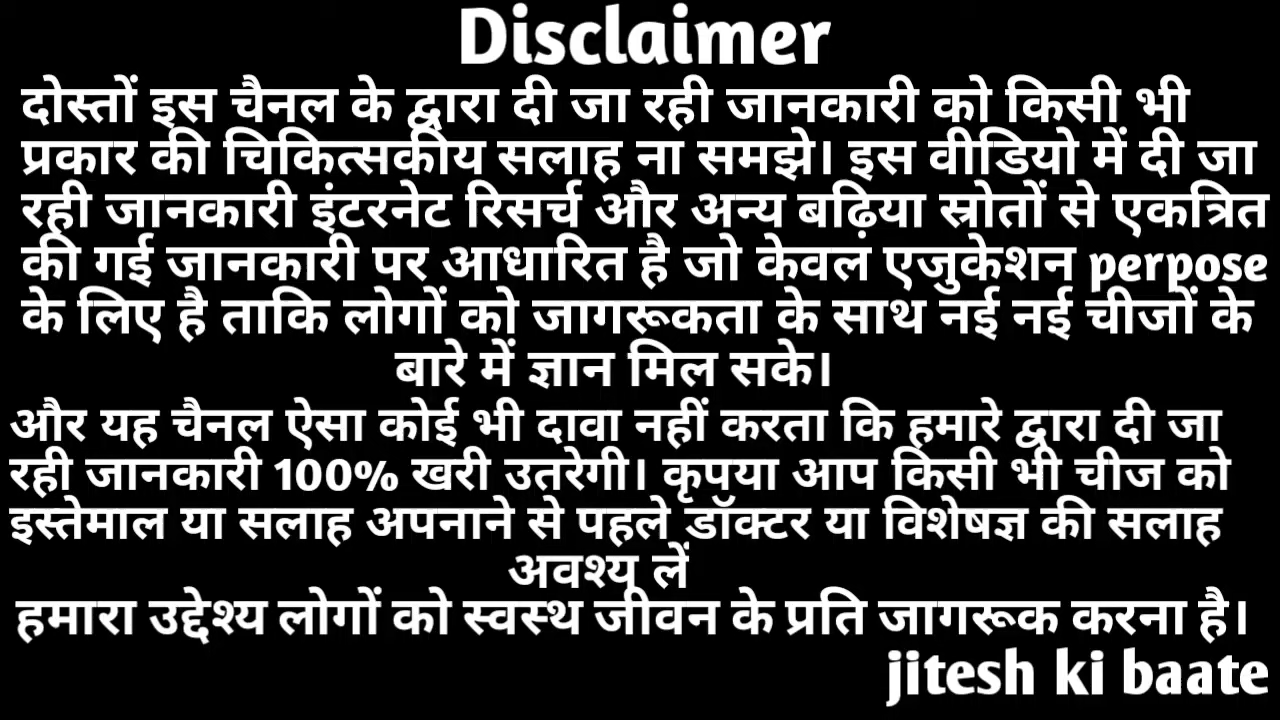 Disclaimer
दोस्तों इस चैनल के द्वारा दी जा रही जानकारी को किसी भी
प्रकार की चिकित्सकीय सलाह ना समझे। इस वीडियो में दी जा
रही जानकारी इंटरनेट रिसर्च और अन्य बढ़िया स्रोतों से एकत्रित
की गई जानकारी पर आधारित है जो केवल एजुकेशन perpose
के लिए है ताकि लोगों को जागरूकता के साथ नई नई चीजों के
बारे में ज्ञान मिल सके।
और यह चैनल ऐसा कोई भी दावा नहीं करता कि हमारे द्वारा दी जा
रही जानकारी 100% खरी उतरेगी। कृपया आप किसी भी चीज को
इस्तेमाल या सलाह अपनाने से पहले डॉक्टर या विशेषज्ञ की सलाह
अवश्य लें
हमारा उद्देश्य लोगों को स्वस्थ जीवन के प्रति जागरूक करना है।
jitesh ki baate